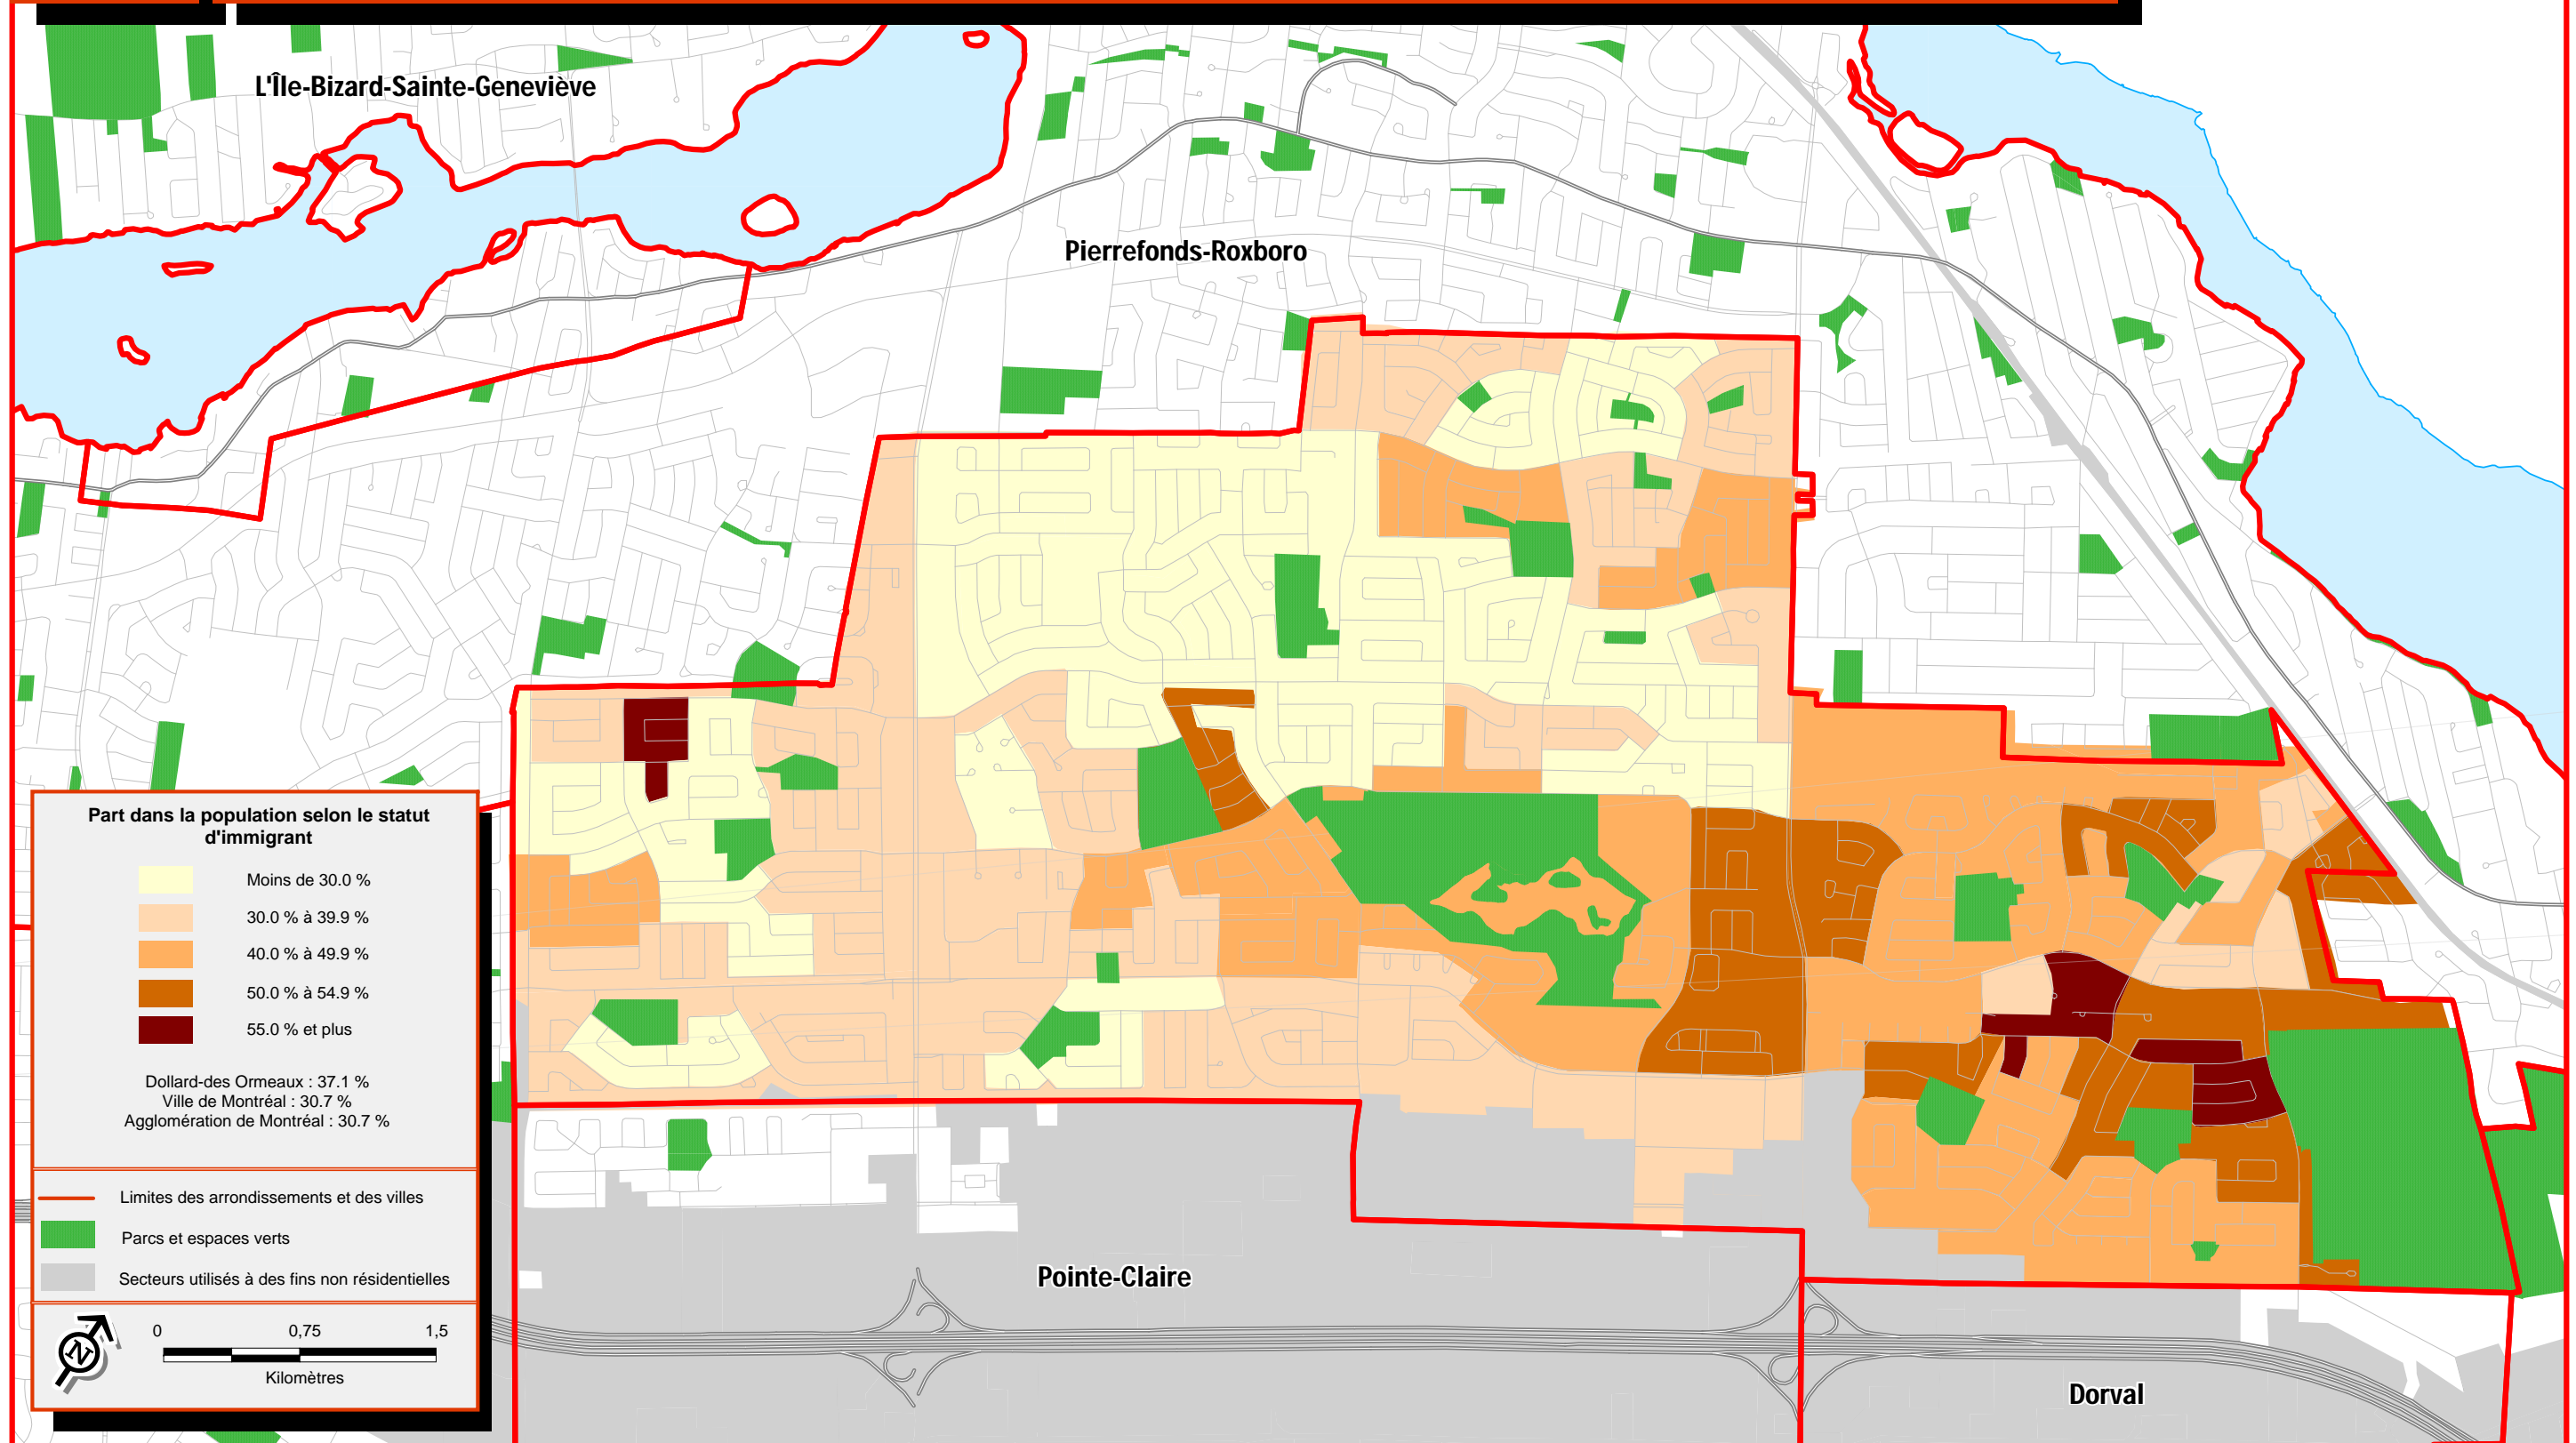 L'Île-Bizard-Sainte-Geneviève
Pierrefonds-Roxboro
Part dans la population selon le statut
d'immigrant
Moins de 30.0 %
30.0 % à 39.9 %
40.0 % à 49.9 %
50.0 % à 54.9 %
55.0 % et plus
Dollard-des Ormeaux : 37.1 %
Ville de Montréal : 30.7 %
Agglomération de Montréal : 30.7 %
Limites des arrondissements et des villes
Parcs et espaces verts
Secteurs utilisés à des fins non résidentielles
N
0 0,75 1,5
Kilomètres
Pointe-Claire
Dorval